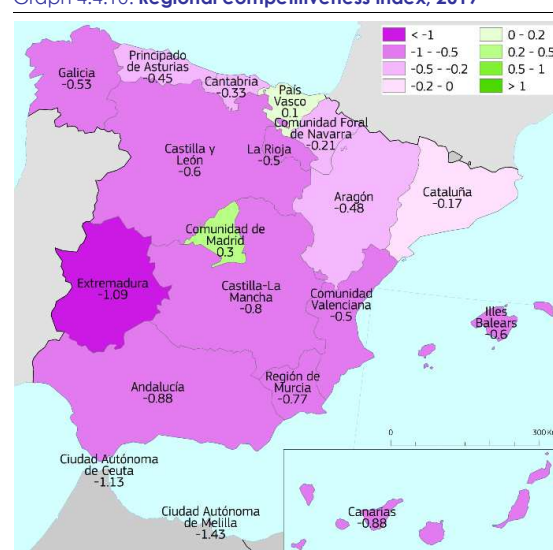 Graph 4.4.10: Regional Competitiveness Index, 2019
< -1
-1 - -0.5
-0.5 - -0.2
-0.2 - 0
0 - 0.2
0.2 - 0.5
0.5 - 1
> 1
Galicia
-0.53
Principado
de Asturias
-0.45
Cantabria
-0.33
País
Vasco
0.1
Comunidad Foral
de Navarra
-0.21
Castilla y
León
-0.6
La Rioja
-0.5
Aragón
-0.48
Cataluña
-0.17
Comunidad de
Madrid
0.3
Extremadura
-1.09
Castilla-La
Mancha
-0.8
Comunidad
Valenciana
-0.5
Illes
Balears
-0.6
Andalucía
-0.88
Región de
Murcia
-0.77
Ciudad Autónoma
de Ceuta
-1.13
Ciudad Autónoma
de Melilla
-1.43
0
300
Canarias
-0.88